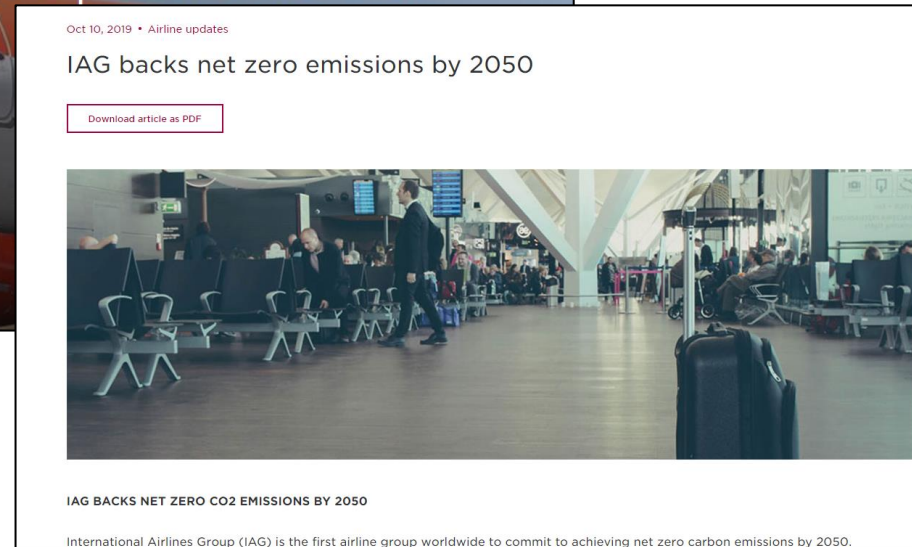 Oct 10, 2019 • Airline updates
IAG backs net zero emissions by 2050
Download article as PDF
IAG BACKS NET ZERO CO2 EMISSIONS BY 2050
International Airlines Group (IAG) is the first airline group worldwide to commit to achieving net zero carbon emissions by 2050.